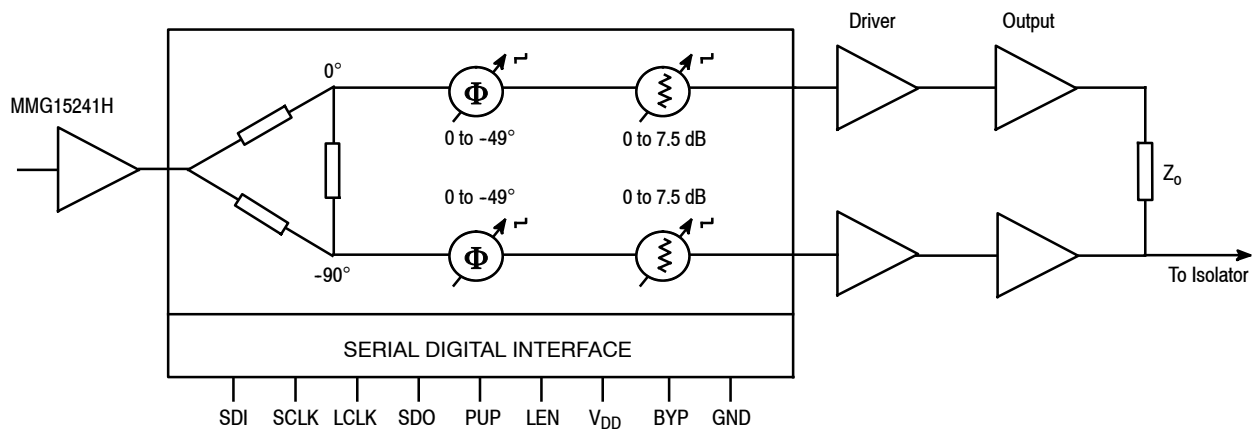 Driver
Output
0°
MMG15241H
Φ
0 to -49°
0 to 7.5 dB
Zo
0 to -49°
0 to 7.5 dB
Φ
-90°
To Isolator
SERIAL DIGITAL INTERFACE
SDI SCLK LCLK SDO PUP LEN VDD BYP GND